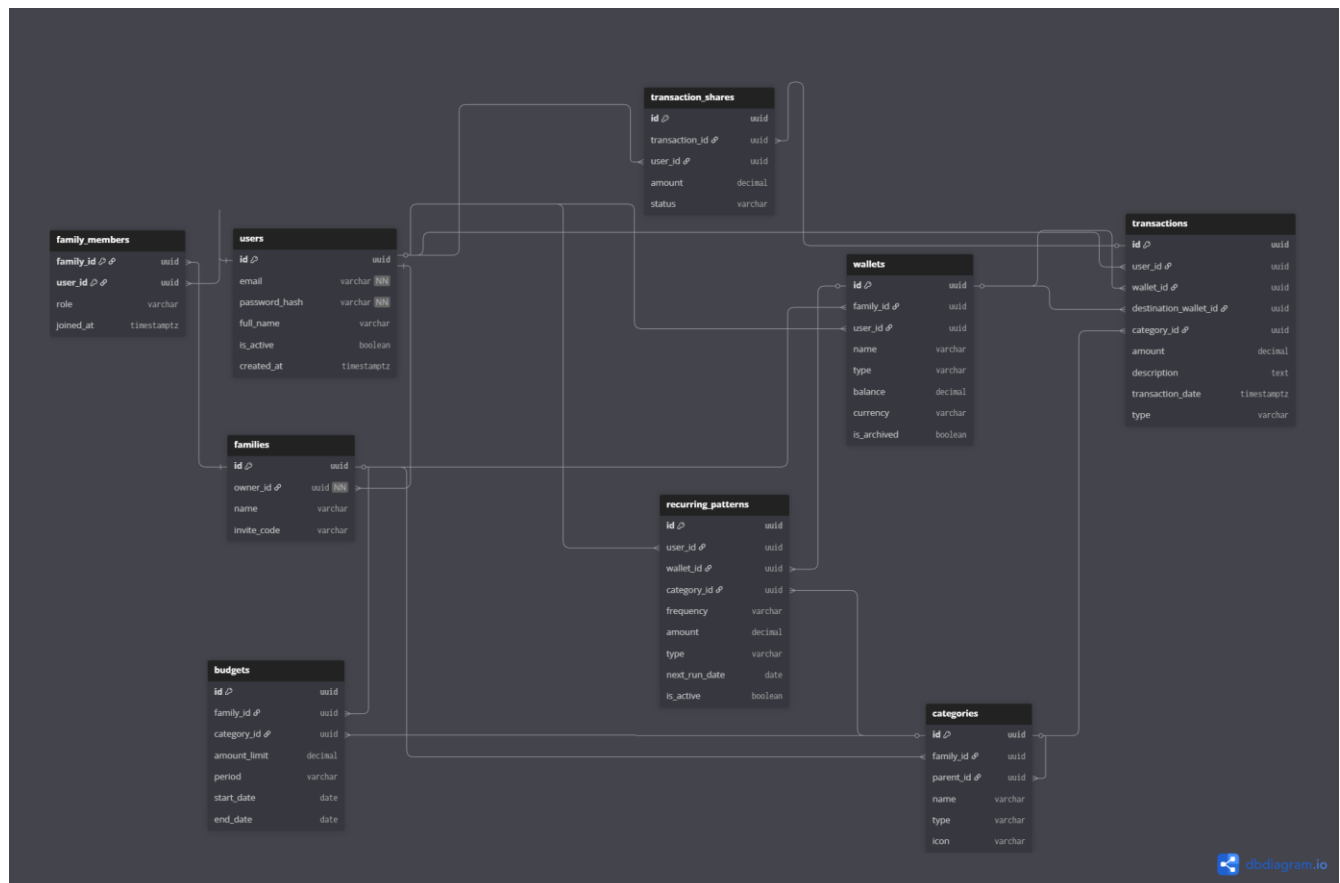 transaction_shares
id uuid
transaction_id uuid
user_id uuid
amount decimal
status varchar
family_members
family_id uuid
user_id uuid
role varchar
joined_at timestamptz
users
id uuid
email varchar NN
password_hash varchar NN
full_name varchar
is_active boolean
created_at timestamptz
transactions
id uuid
user_id uuid
wallet_id uuid
destination_wallet_id uuid
category_id uuid
amount decimal
description text
transaction_date timestamptz
type varchar
wallets
id uuid
family_id uuid
user_id uuid
name varchar
type varchar
balance decimal
currency varchar
is_archived boolean
families
id uuid
owner_id uuid NN
name varchar
invite_code varchar
recurring_patterns
id uuid
user_id uuid
wallet_id uuid
category_id uuid
frequency varchar
amount decimal
type varchar
next_run_date date
is_active boolean
budgets
id uuid
family_id uuid
category_id uuid
amount_limit decimal
period varchar
start_date date
end_date date
categories
id uuid
family_id uuid
parent_id uuid
name varchar
type varchar
icon varchar
dbdiagram.io